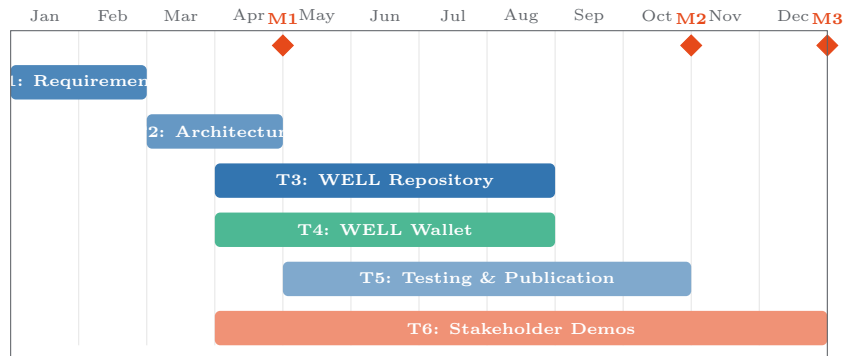 Jan Feb Mar Apr M1 May Jun Jul Aug Sep Oct M2 Nov Dec M3
1: Requiremen
2: Architectur
T3: WELL Repository
T4: WELL Wallet
T5: Testing & Publication
T6: Stakeholder Demos